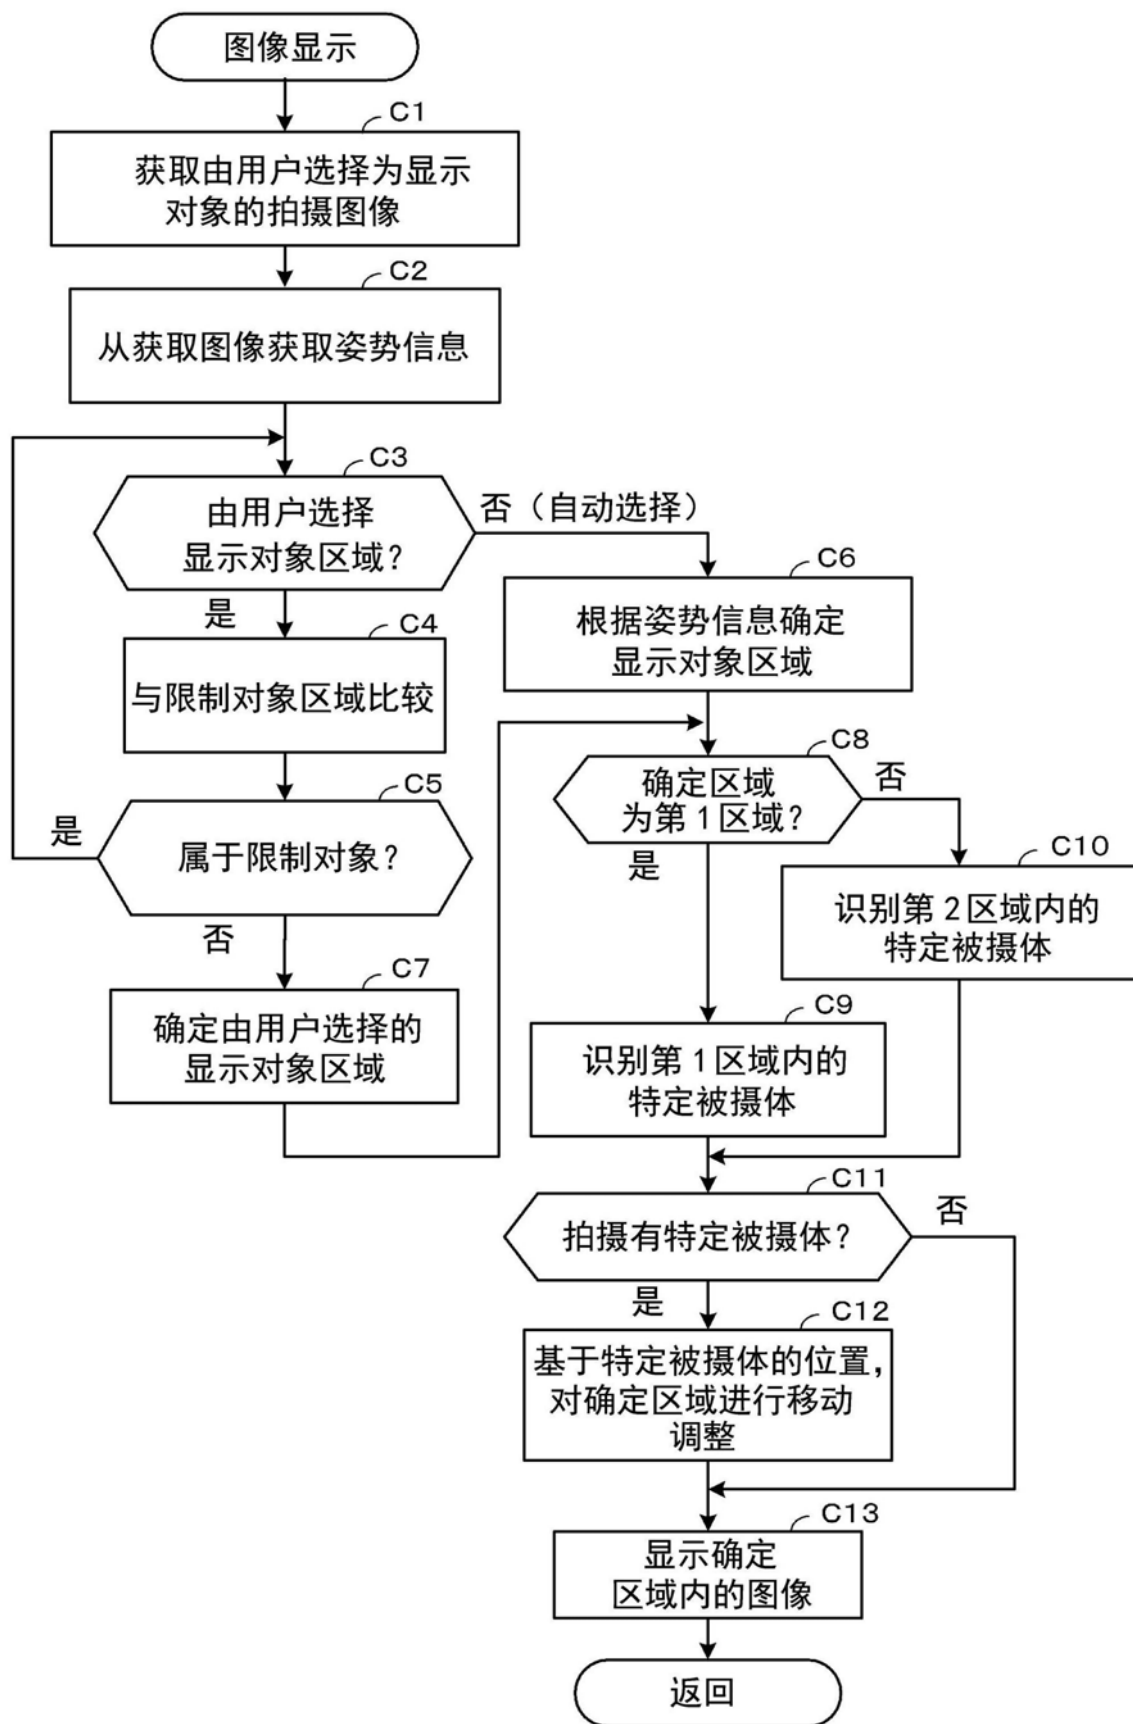 图像显示
C1
获取由用户选择为显示
对象的拍摄图像
C2
从获取图像获取姿势信息
C3
由用户选择
显示对象区域？
否（自动选择）
是
C4
与限制对象区域比较
C5
属于限制对象？
是
否
C7
确定由用户选择的
显示对象区域
C6
根据姿势信息确定
显示对象区域
C8
确定区域
为第1区域？
否
是
C10
识别第2区域内的
特定被摄体
C9
识别第1区域内的
特定被摄体
C11
拍摄有特定被摄体？
否
是
C12
基于特定被摄体的位置，
对确定区域进行移动
调整
C13
显示确定
区域内的图像
返回